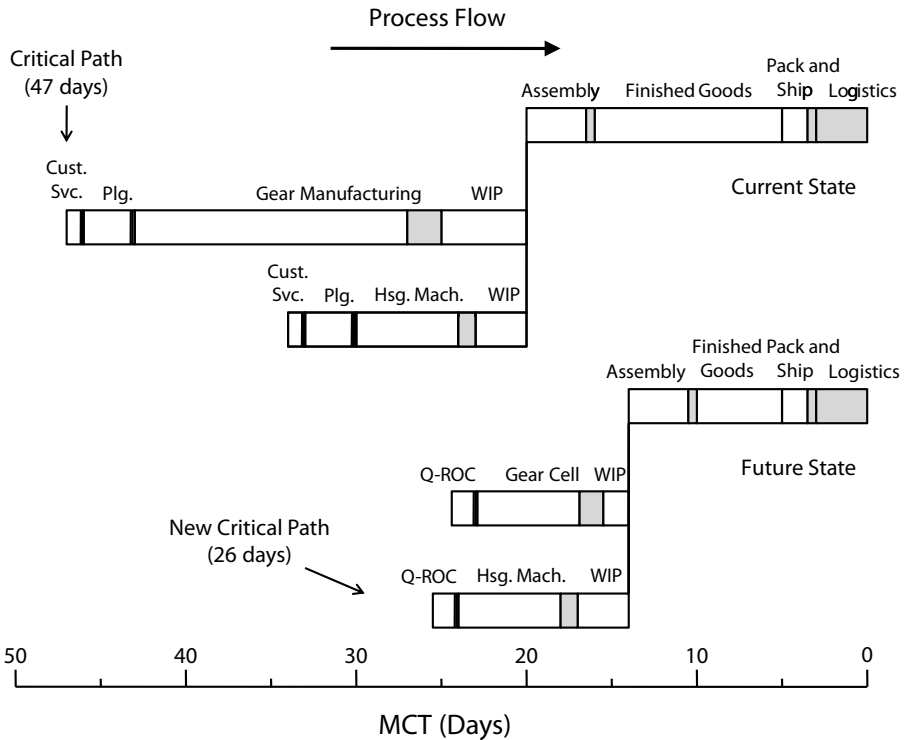 Process Flow
Critical Path
(47 days)
Pack and
Assembly Finished Goods Ship Logistics
Cust.
Svc. Plg. Gear Manufacturing WIP
Current State
Cust.
Svc. Plg. Hsg. Mach. WIP
Finished Pack and
Assembly Goods Ship Logistics
Future State
Q-ROC Gear Cell WIP
New Critical Path
(26 days)
Q-ROC Hsg. Mach. WIP
50 40 30 20 10 0
MCT (Days)